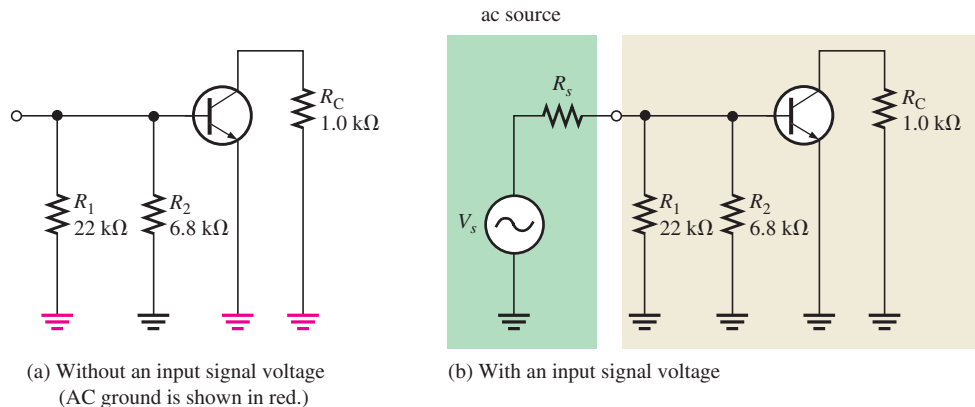 ac source
R_s
R_C
1.0 kΩ
R_1
22 kΩ
R_2
6.8 kΩ
(a) Without an input signal voltage
(AC ground is shown in red.)
V_s
R_1
22 kΩ
R_2
6.8 kΩ
R_C
1.0 kΩ
(b) With an input signal voltage